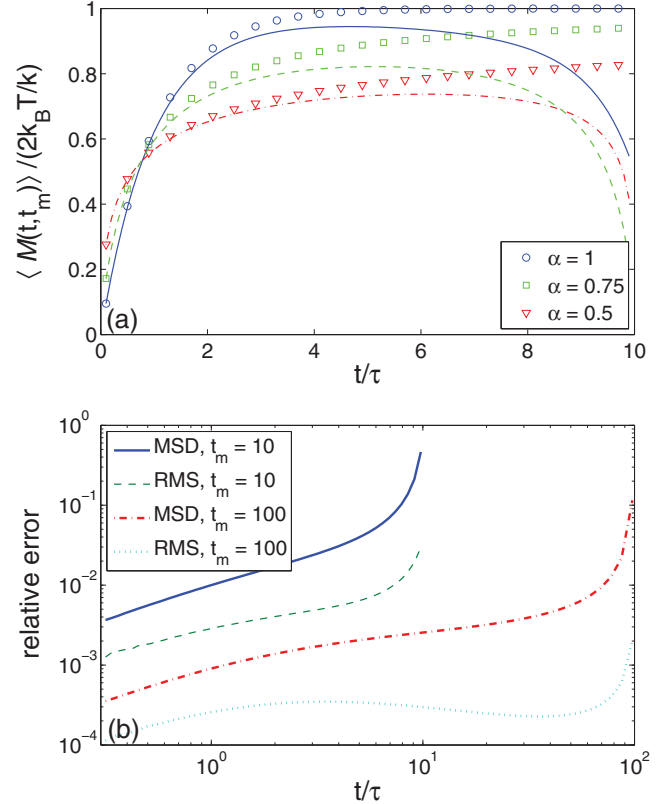 ⟨ M(t,t_m) ⟩ /(2k_BT/k)
1
0.8
0.6
0.4
0.2
0
(a)
α = 1
α = 0.75
α = 0.5
0 2 4 6 8 10
t/τ
relative error
10^0
10^-1
10^-2
10^-3
10^-4
MSD, t_m = 10
RMS, t_m = 10
MSD, t_m = 100
RMS, t_m = 100
(b)
10^0 10^1 10^2
t/τ